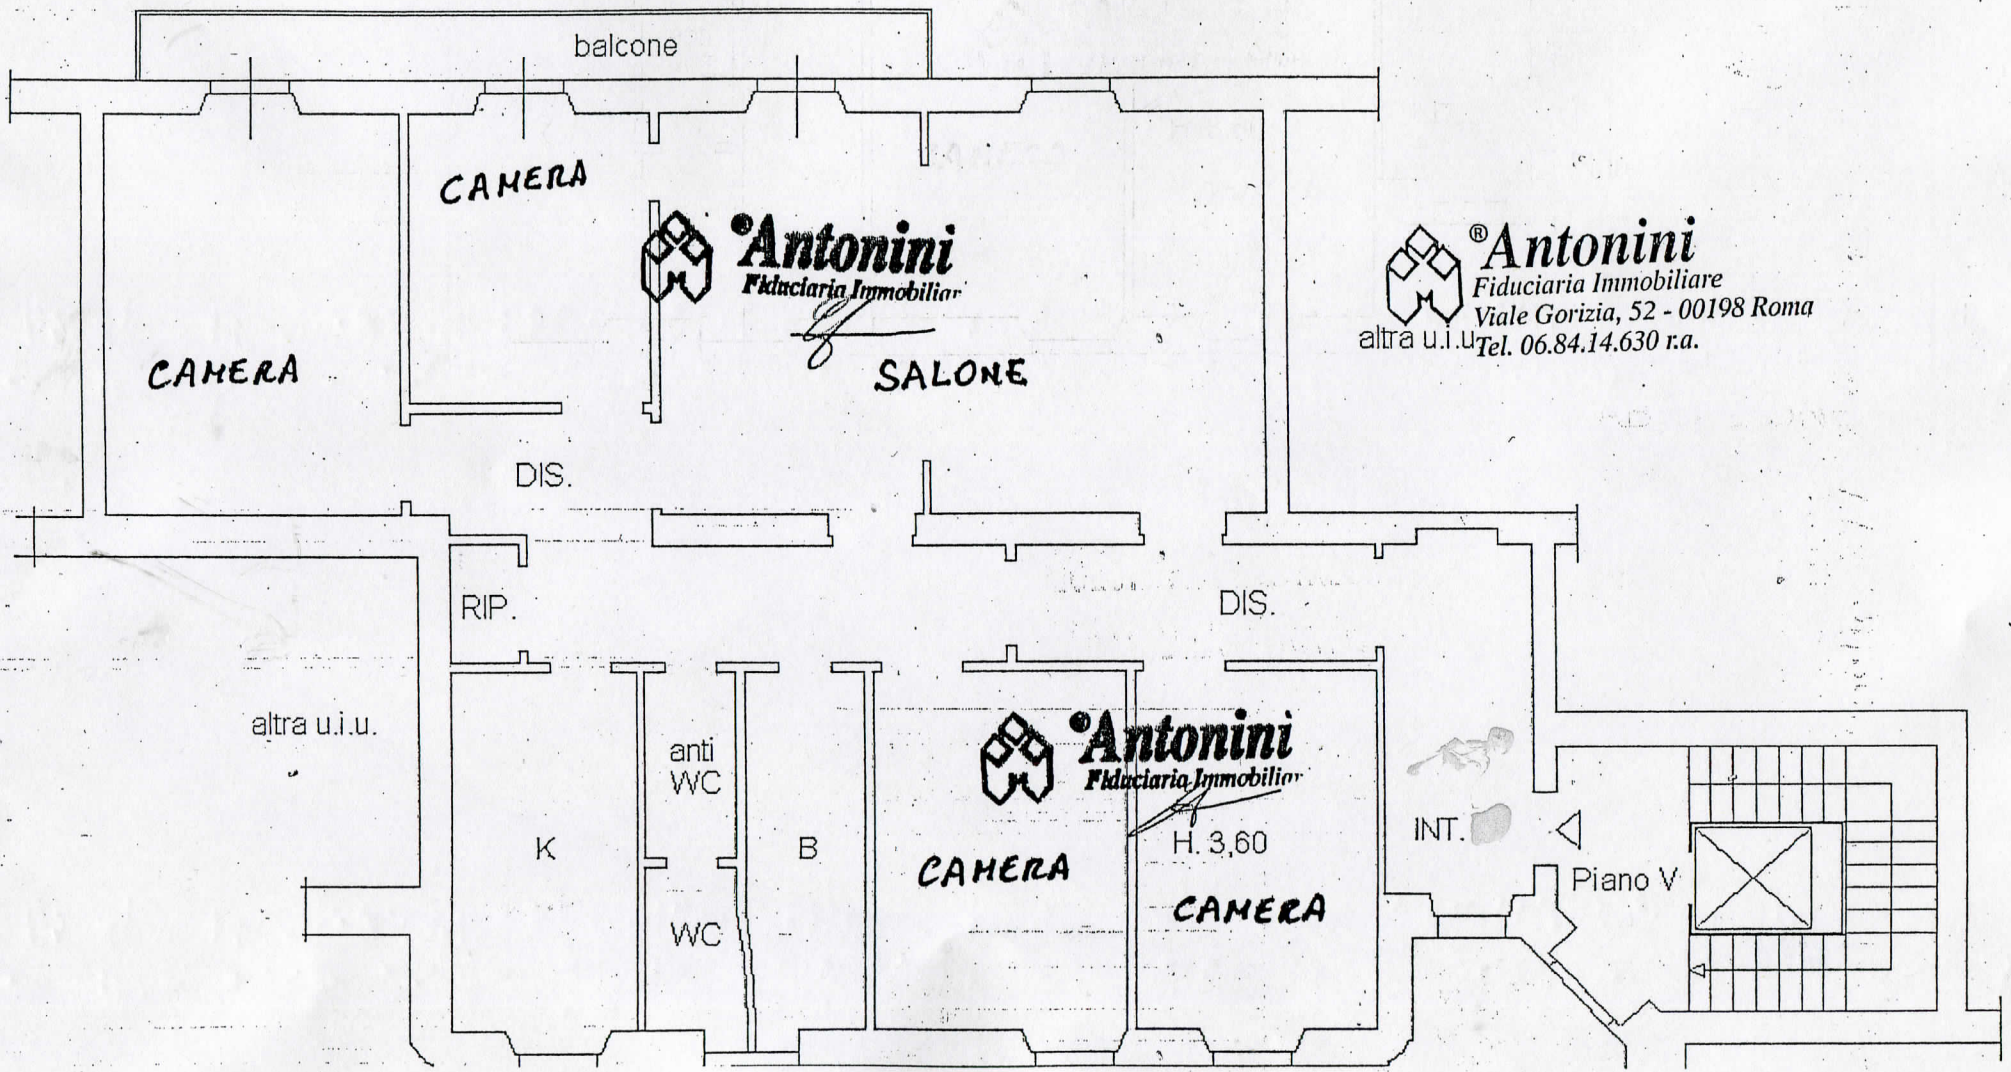 balcone
CAMERA
®Antonini
Fiduciaria Immobiliar
®Antonini
Fiduciaria Immobiliare
Viale Gorizia, 52 - 00198 Roma
altra u.i.u
Tel. 06.84.14.630 r.a.
CAMERA
SALONE
DIS.
RIP.
DIS.
altra u.i.u.
anti
WC
®Antonini
Fiduciaria Immobiliar
K
B
H. 3,60
INT.
CAMERA
Piano V
WC
CAMERA